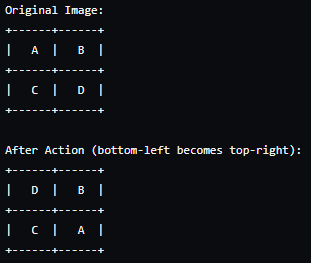 Original Image:
+------+------+
|   A  |   B  |
+------+------+
|   C  |   D  |
+------+------+

After Action (bottom-left becomes top-right):
+------+------+
|   D  |   B  |
+------+------+
|   C  |   A  |
+------+------+